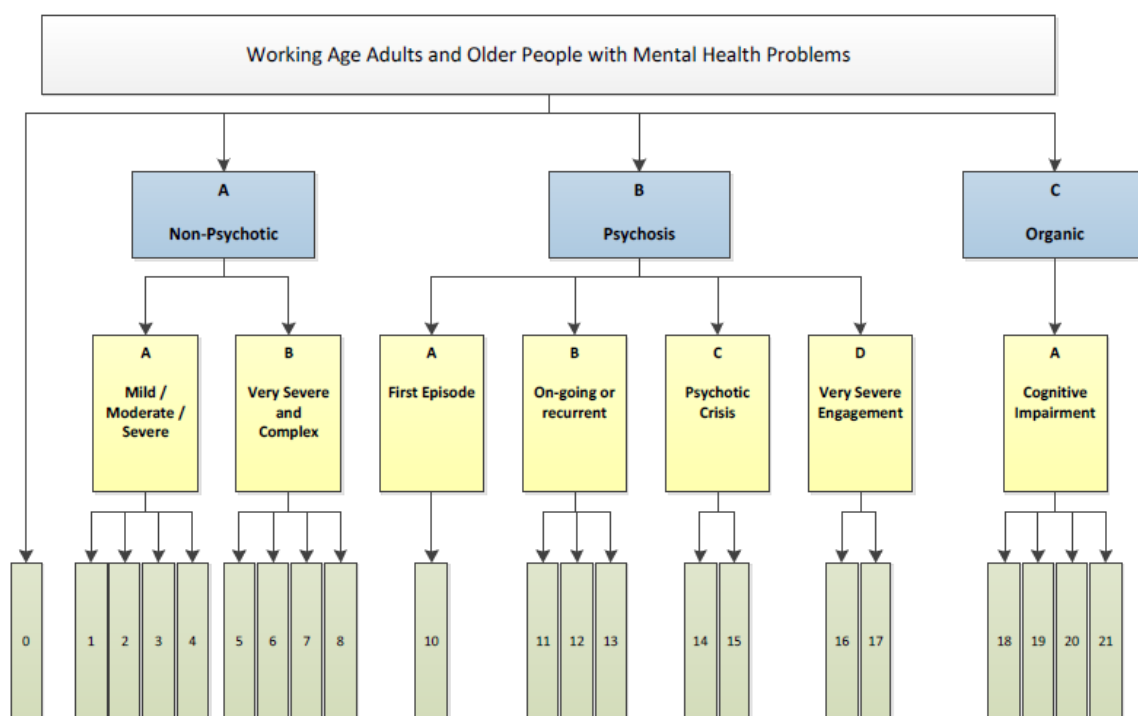 Working Age Adults and Older People with Mental Health Problems
A
Non-Psychotic
B
Psychosis
C
Organic
A
Mild /
Moderate /
Severe
B
Very Severe
and
Complex
A
First Episode
B
On-going or
recurrent
C
Psychotic
Crisis
D
Very Severe
Engagement
A
Cognitive
Impairment
0
1
2
3
4
5
6
7
8
10
11
12
13
14
15
16
17
18
19
20
21